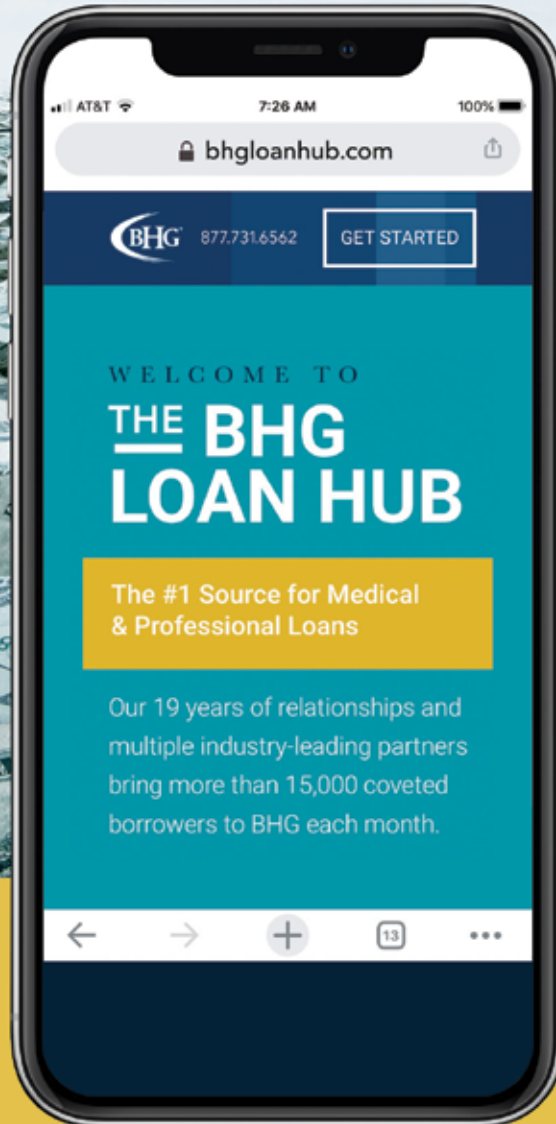 AT&T 7:26 AM 100%
bhgloanhub.com
BHG 877.731.6562 GET STARTED
WELCOME TO
THE BHG
LOAN HUB
The #1 Source for Medical
& Professional Loans
Our 19 years of relationships and
multiple industry-leading partners
bring more than 15,000 coveted
borrowers to BHG each month.
13